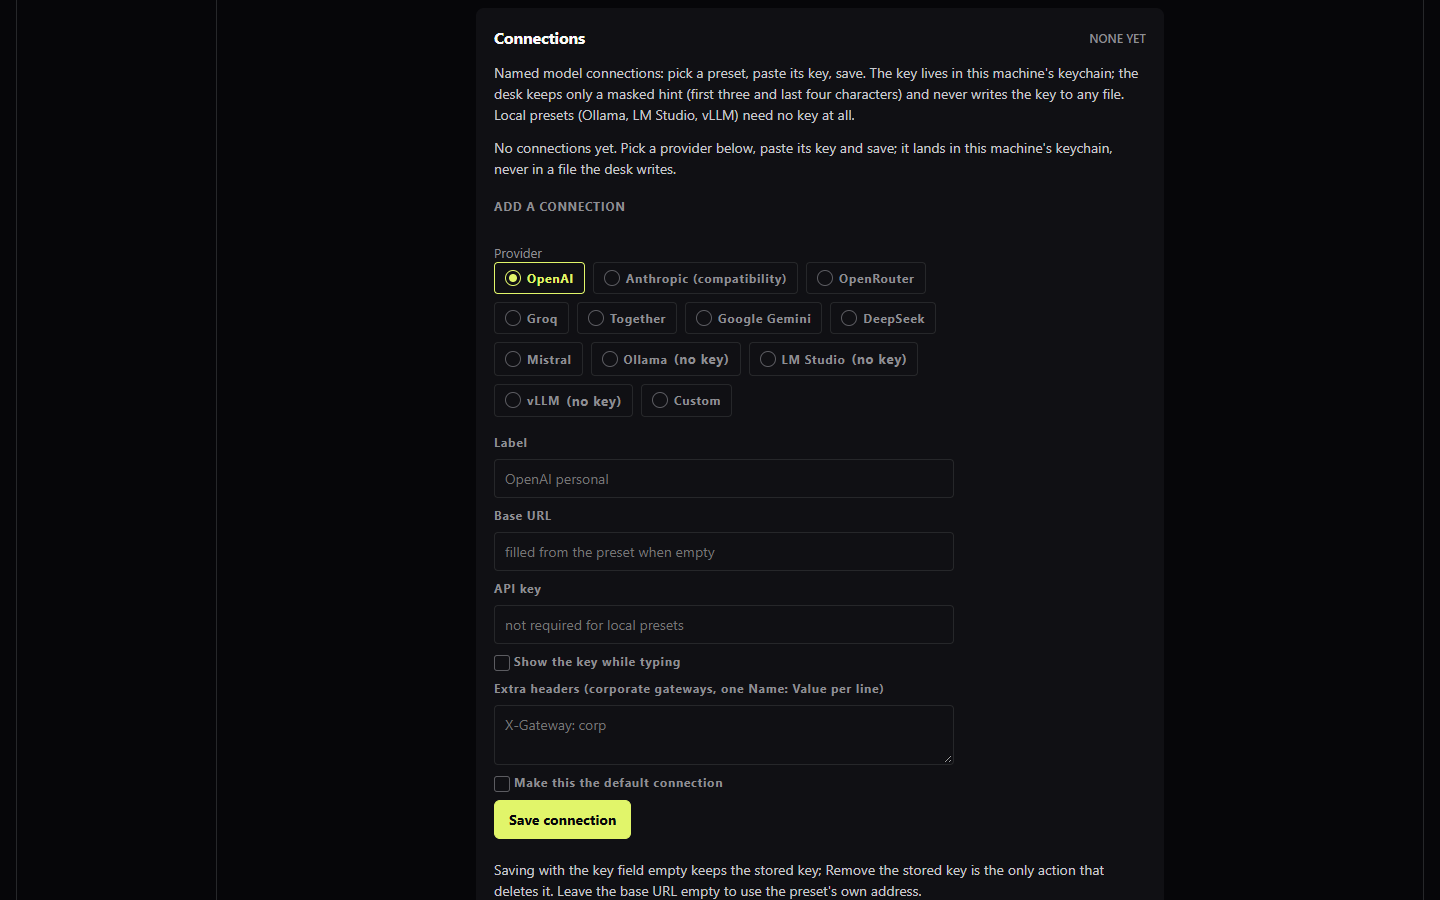 Connections
NONE YET
Named model connections: pick a preset, paste its key, save. The key lives in this machine's keychain; the
desk keeps only a masked hint (first three and last four characters) and never writes the key to any file.
Local presets (Ollama, LM Studio, vLLM) need no key at all.
No connections yet. Pick a provider below, paste its key and save; it lands in this machine's keychain,
never in a file the desk writes.
ADD A CONNECTION
Provider
OpenAI Anthropic (compatibility) OpenRouter
Groq Together Google Gemini DeepSeek
Mistral Ollama (no key) LM Studio (no key)
vLLM (no key) Custom
Label
OpenAI personal
Base URL
filled from the preset when empty
API key
not required for local presets
Show the key while typing
Extra headers (corporate gateways, one Name: Value per line)
X-Gateway: corp
Make this the default connection
Save connection
Saving with the key field empty keeps the stored key; Remove the stored key is the only action that
deletes it. Leave the base URL empty to use the preset's own address.